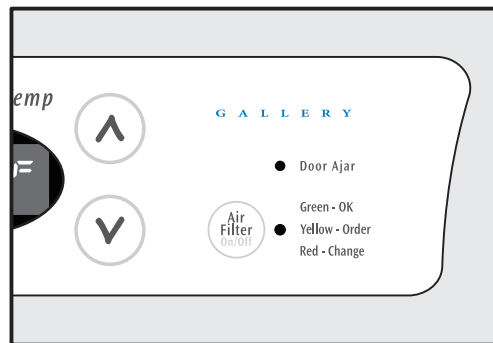 emp
GALLERY
Door Ajar
Air
Filter
On/Off
Green - OK
Yellow - Order
Red - Change